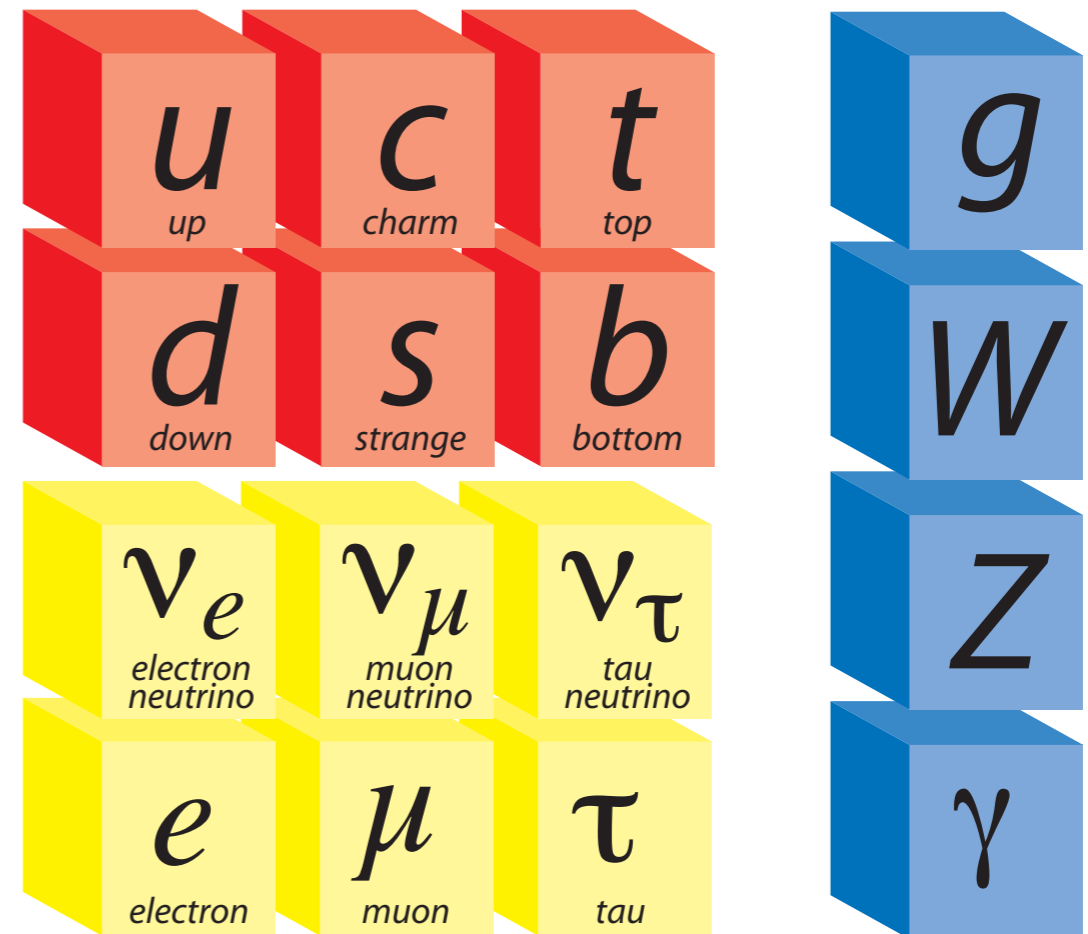 u c t g
up charm top
d s b W
down strange bottom
νe νμ ντ Z
electron neutrino muon neutrino tau neutrino
e μ τ γ
electron muon tau